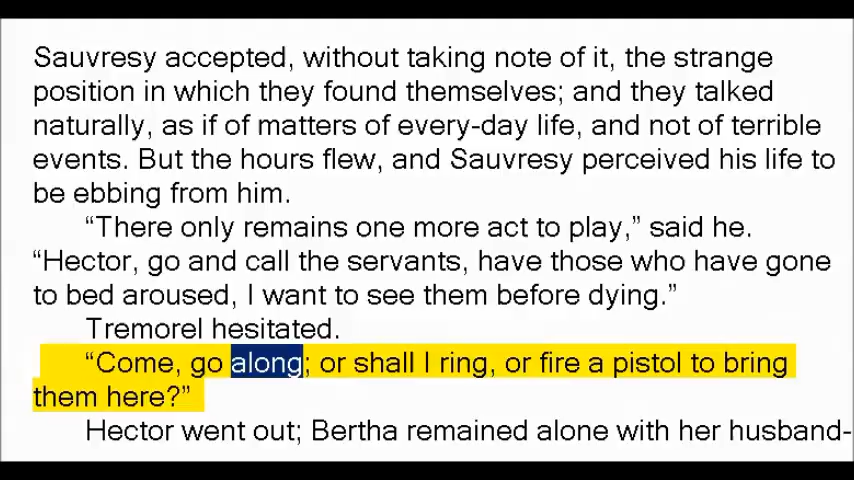 Sauvresy accepted, without taking note of it, the strange
position in which they found themselves; and they talked
naturally, as if of matters of every-day life, and not of terrible
events. But the hours flew, and Sauvresy perceived his life to
be ebbing from him.
“There only remains one more act to play,” said he.
“Hector, go and call the servants, have those who have gone
to bed aroused, I want to see them before dying.”
Tremorel hesitated.
“Come, go along; or shall I ring, or fire a pistol to bring
them here?”
Hector went out; Bertha remained alone with her husband-